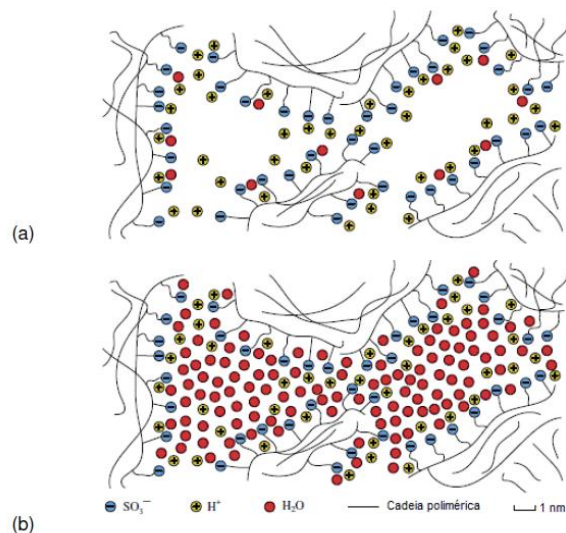 (a)
(b)
SO₃⁻ H⁺ H₂O Cadeia polimérica 1 nm